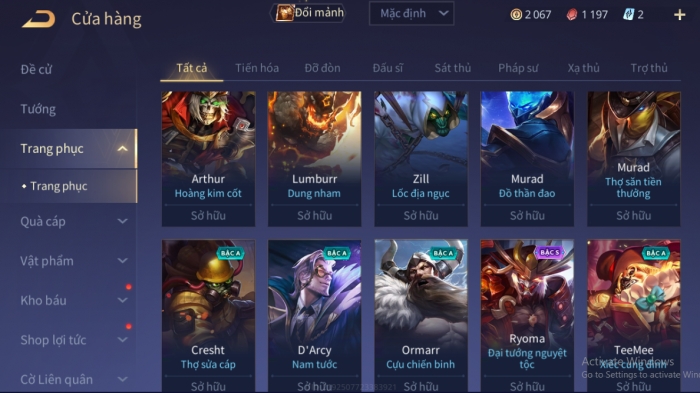 Cửa hàng
Đổi mảnh
Mặc định
2 067
1 197
2
Đề cử
Tướng
Trang phục
Trang phục
Quà cáp
Vật phẩm
Kho báu
Shop lợi tức
Cờ Liên quân
Tất cả
Tiến hóa
Đỡ đòn
Đấu sĩ
Sát thủ
Pháp sư
Xạ thủ
Trợ thủ
Arthur
Hoàng kim cốt
Sở hữu
Lumburr
Dung nham
Sở hữu
Zill
Lốc địa ngục
Sở hữu
Murad
Đồ thần đao
Sở hữu
Murad
Thợ săn tiền
thưởng
Sở hữu
BẬC A
Cresht
Thợ sửa cáp
Sở hữu
BẬC A
D'Arcy
Nam tước
Sở hữu
BẬC A
Ormarr
Cựu chiến binh
Sở hữu
BẬC S
Ryoma
Đại tướng nguyệt
tộc
Sở hữu
BẬC A
TeeMee
Xiếc cung đình
Sở hữu
Activate Windows
Go to Settings to activate Win